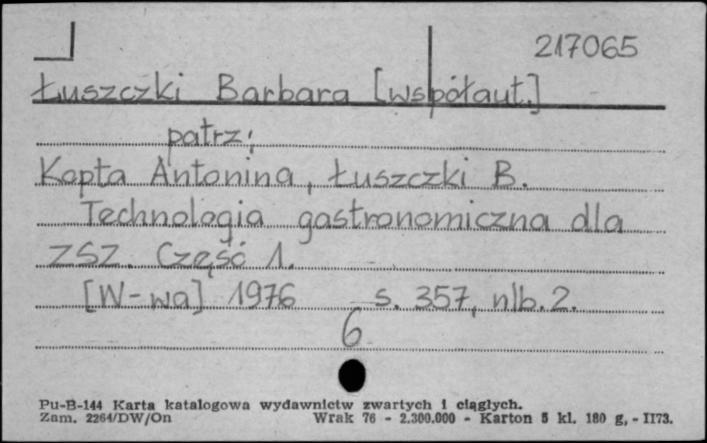 217065
Łuszczki Barbara [współaut.]
patrz:
Kopta Antonina, Łuszczki B.
Technologia gastronomiczna dla
ZSZ. Część 1.
[W-wa] 1976 s. 357, nlb. 2.
6
Pu-B-144 Karta katalogowa wydawnictw zwartych i ciągłych.
Zam. 2264/DW/On Wrak 76 - 2.300.000 - Karton 5 kl. 180 g, - II73.